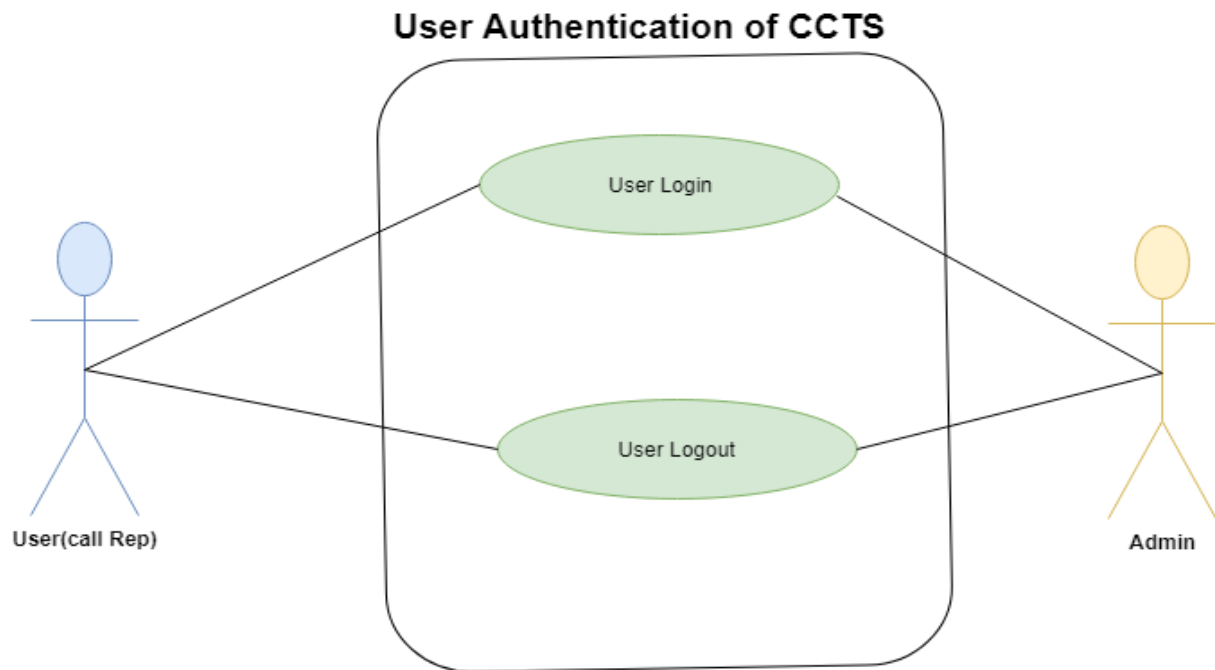 User Authentication of CCTS
User Login
User Logout
User(call Rep)
Admin